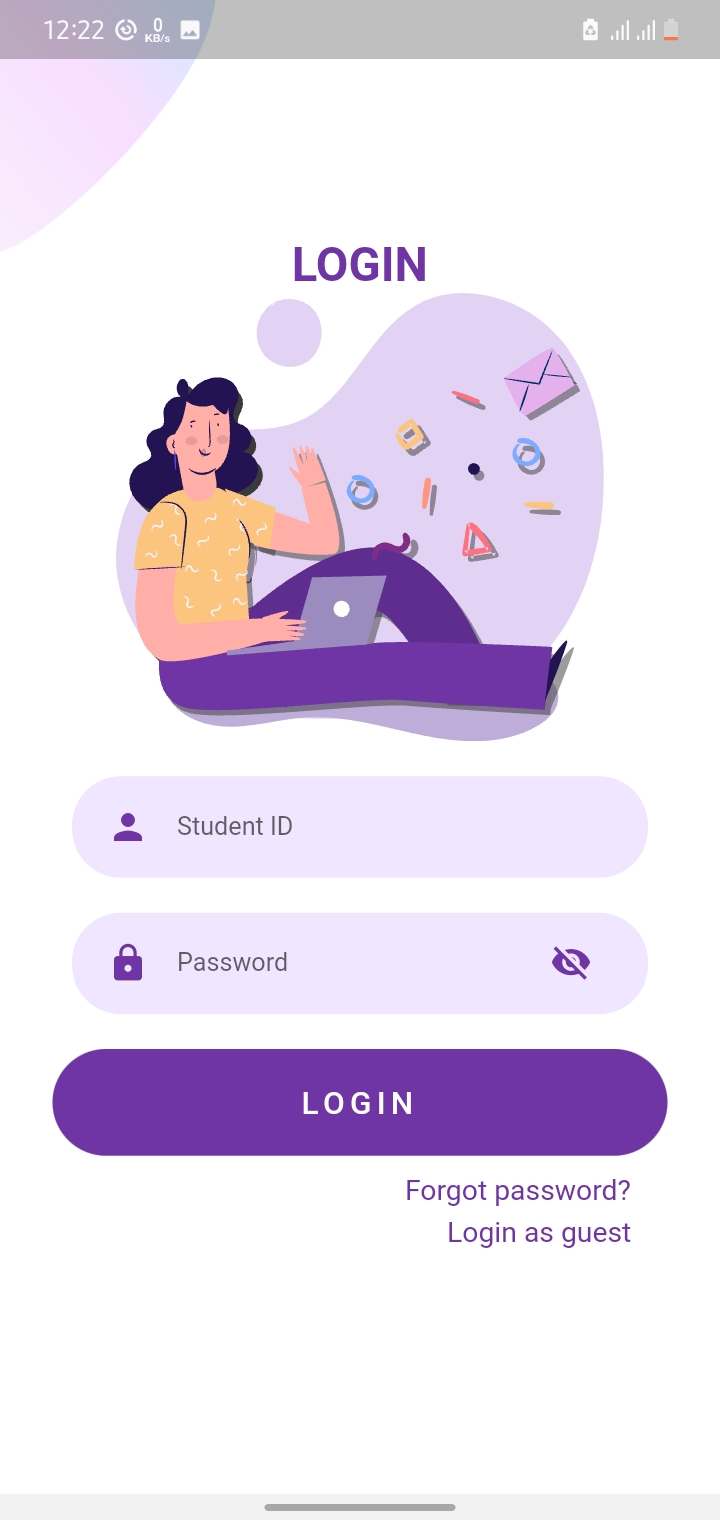 12:22
0
KB/s
LOGIN
Student ID
Password
LOGIN
Forgot password?
Login as guest